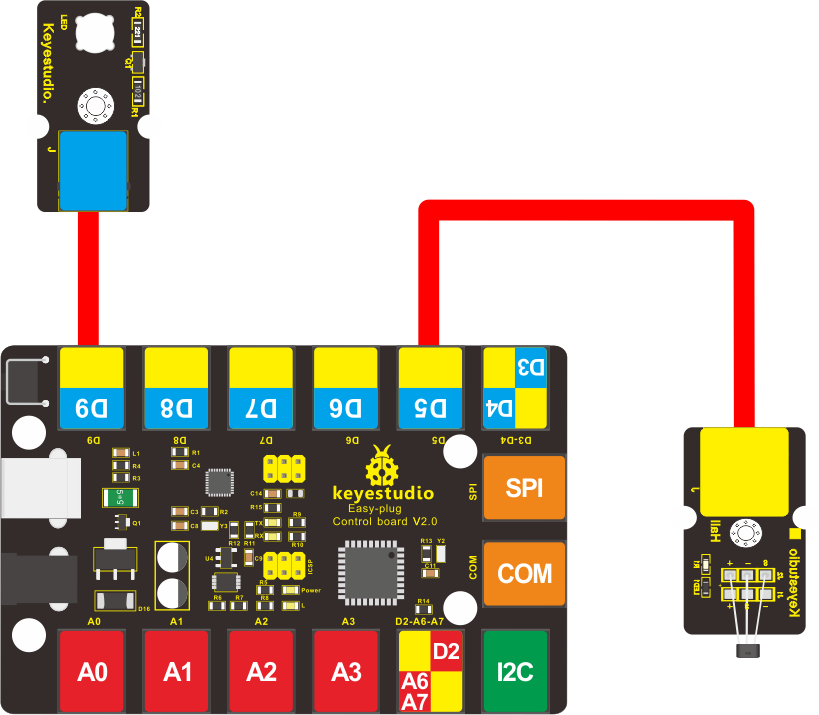 LED
R2
221
Q1
102
R1
Keyestudio.
J
D9
D8
D7
D6
D5
D3
D4
D9
D8
D7
D6
D5
D3-D4
L1
R4
R3
Q1
D16
R1
C4
C3
R2
C8
Y3
U4
R12
R11
C9
R6
R7
R5
R8
C14
R15
TX
RX
R9
R10
ICSP
Power
L
keyestudio
Easy-plug
Control board V2.0
R13
Y2
C11
R14
SPI
SPI
COM
COM
A0
A1
A2
A3
D2-A6-A7
A0
A1
A2
A3
D2
A6
A7
I2C
J
Hall
Keyestudio
R1
LED1
+ − S
+ −